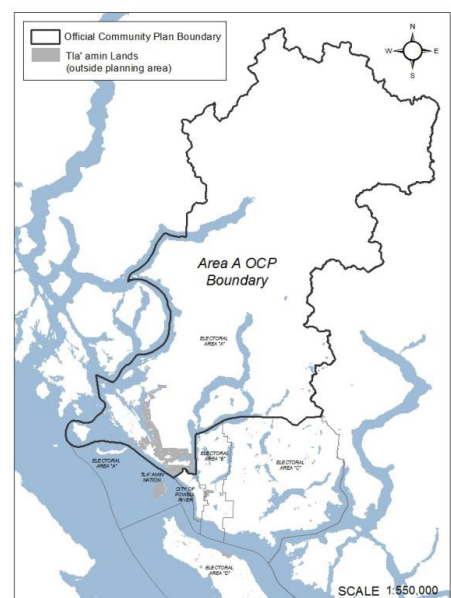 Official Community Plan Boundary
Tla' amin Lands
(outside planning area)
N
W
E
S
Area A OCP
Boundary
ELECTORAL
AREA "A"
ELECTORAL
AREA "A"
ELECTORAL
AREA "B"
ELECTORAL
AREA "C"
TLA'AMIN
NATION
CITY OF
POWELL
RIVER
ELECTORAL
AREA "D"
SCALE 1:550,000